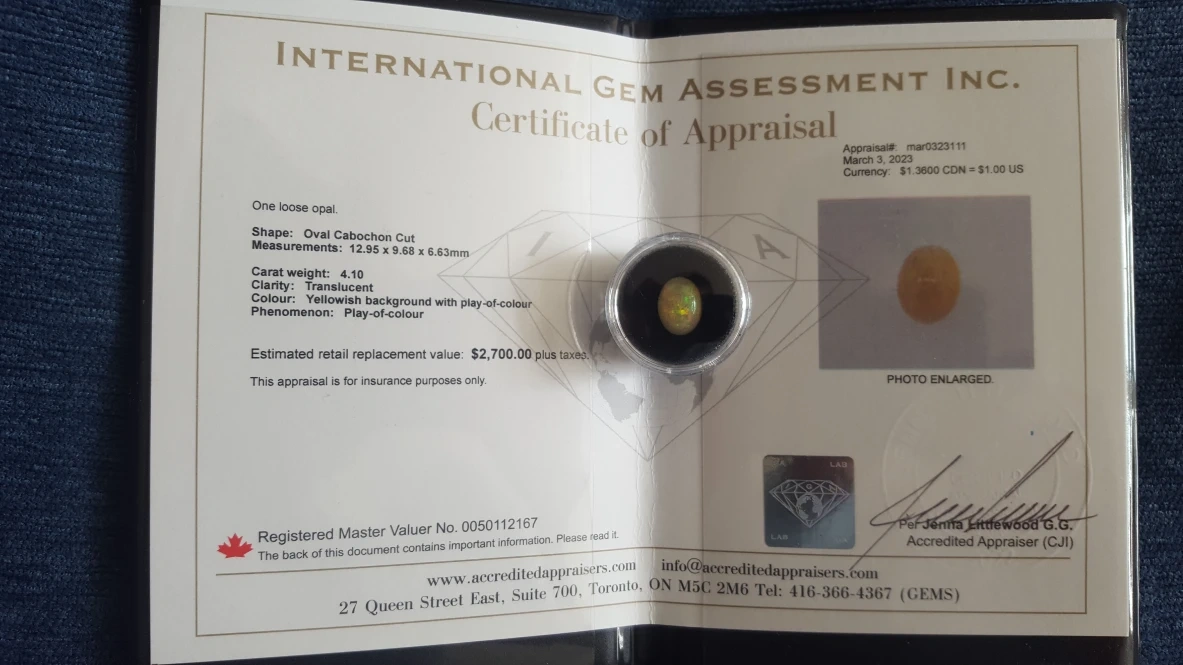 INTERNATIONAL GEM ASSESSMENT INC.
Certificate of Appraisal
Appraisal#: mar0323111
March 3, 2023
Currency: $1.3600 CDN = $1.00 US
One loose opal.
Shape: Oval Cabochon Cut
Measurements: 12.95 x 9.68 x 6.63mm
Carat weight: 4.10
Clarity: Translucent
Colour: Yellowish background with play-of-colour
Phenomenon: Play-of-colour
Estimated retail replacement value: $2,700.00 plus taxes.
This appraisal is for insurance purposes only.
I A
PHOTO ENLARGED.
LAB
LAB
Registered Master Valuer No. 0050112167
The back of this document contains important information. Please read it.
Per Jenna Littlewood G.G.
Accredited Appraiser (CJI)
www.accreditedappraisers.com info@accreditedappraisers.com
27 Queen Street East, Suite 700, Toronto, ON M5C 2M6 Tel: 416-366-4367 (GEMS)